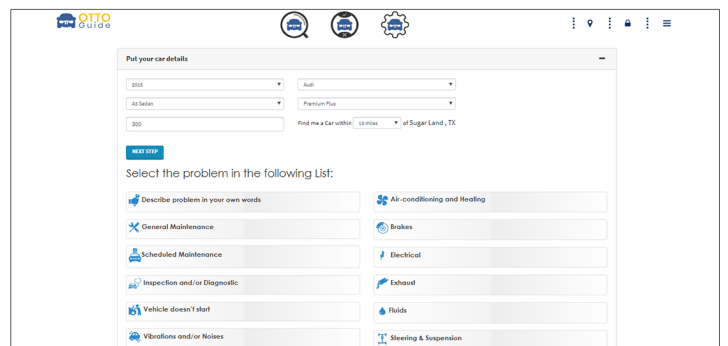 OTTO
Guide
Put your car details
2015
Audi
A3 Sedan
Premium Plus
300
Find me a Car within 10 miles of Sugar Land , TX
NEXT STEP
Select the problem in the following List:
Describe problem in your own words
Air-conditioning and Heating
General Maintenance
Brakes
Scheduled Maintenance
Electrical
Inspection and/or Diagnostic
Exhaust
Vehicle doesn't start
Fluids
Vibrations and/or Noises
Steering & Suspension